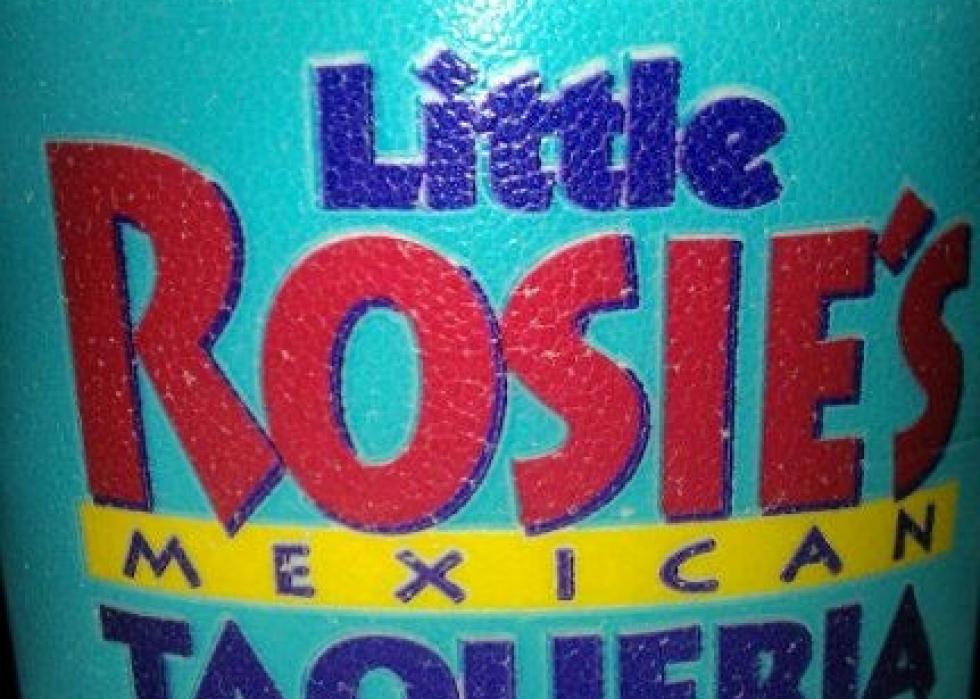 Little
ROSIE'S
MEXICAN
TAQUERIA